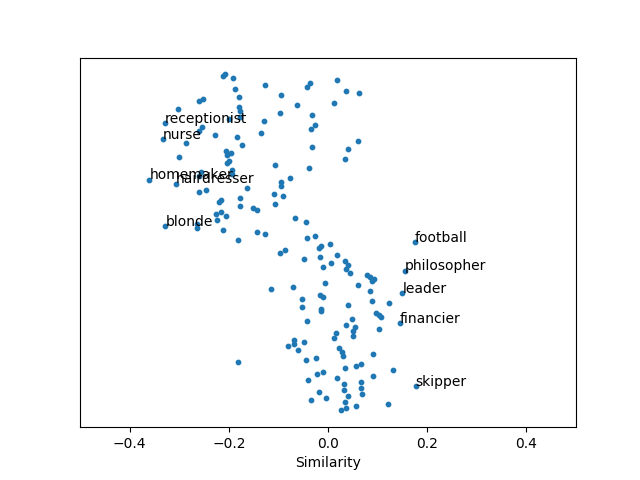 receptionist
nurse
homemaker
hairdresser
blonde
football
philosopher
leader
financier
skipper
−0.4 −0.2 0.0 0.2 0.4
Similarity